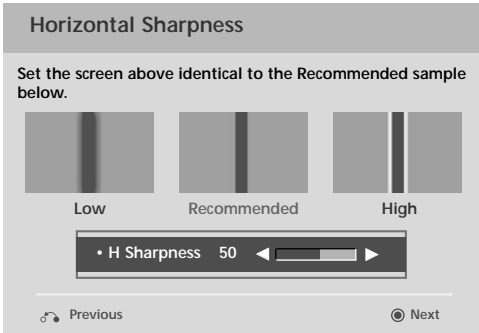 Horizontal Sharpness
Set the screen above identical to the Recommended sample
below.
Low Recommended High
• H Sharpness 50
Previous Next